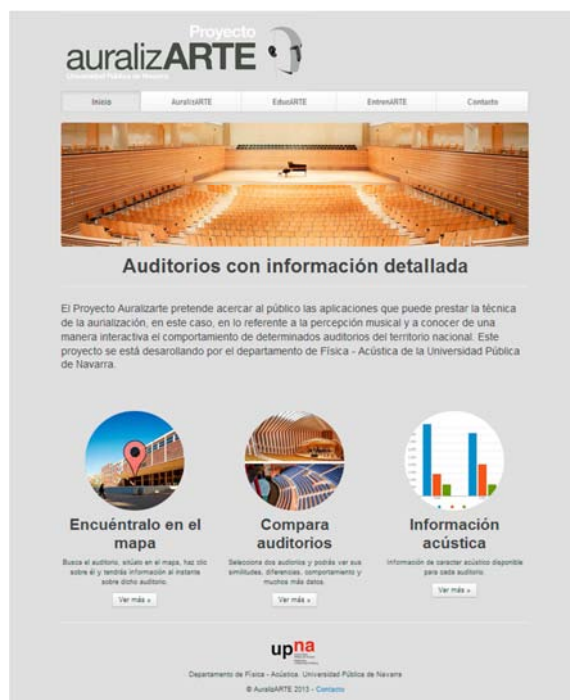 Proyecto
auralizARTE
Universidad Pública de Navarra
Inicio AuralizARTE EducARTE EntrenARTE Contacto
Auditorios con información detallada
El Proyecto Auralizarte pretende acercar al público las aplicaciones que puede prestar la técnica
de la aurialización, en este caso, en lo referente a la percepción musical y a conocer de una
manera interactiva el comportamiento de determinados auditorios del territorio nacional. Este
proyecto se está desarollando por el departamento de Física - Acústica de la Universidad Pública
de Navarra.
Encuéntralo en el
mapa
Busca el auditorio, sitúalo en el mapa, haz clic
sobre él y tendrás información al instante
sobre dicho auditorio.
Ver más »
Compara
auditorios
Selecciona dos auditorios y podrás ver sus
similitudes, diferencias, comportamiento y
muchos más datos.
Ver más »
Información
acústica
Información de caracter acústico disponible
para cada auditorio.
Ver más »
upna
Departamento de Física - Acústica. Universidad Pública de Navarra
© AuralizARTE 2013 - Contacto